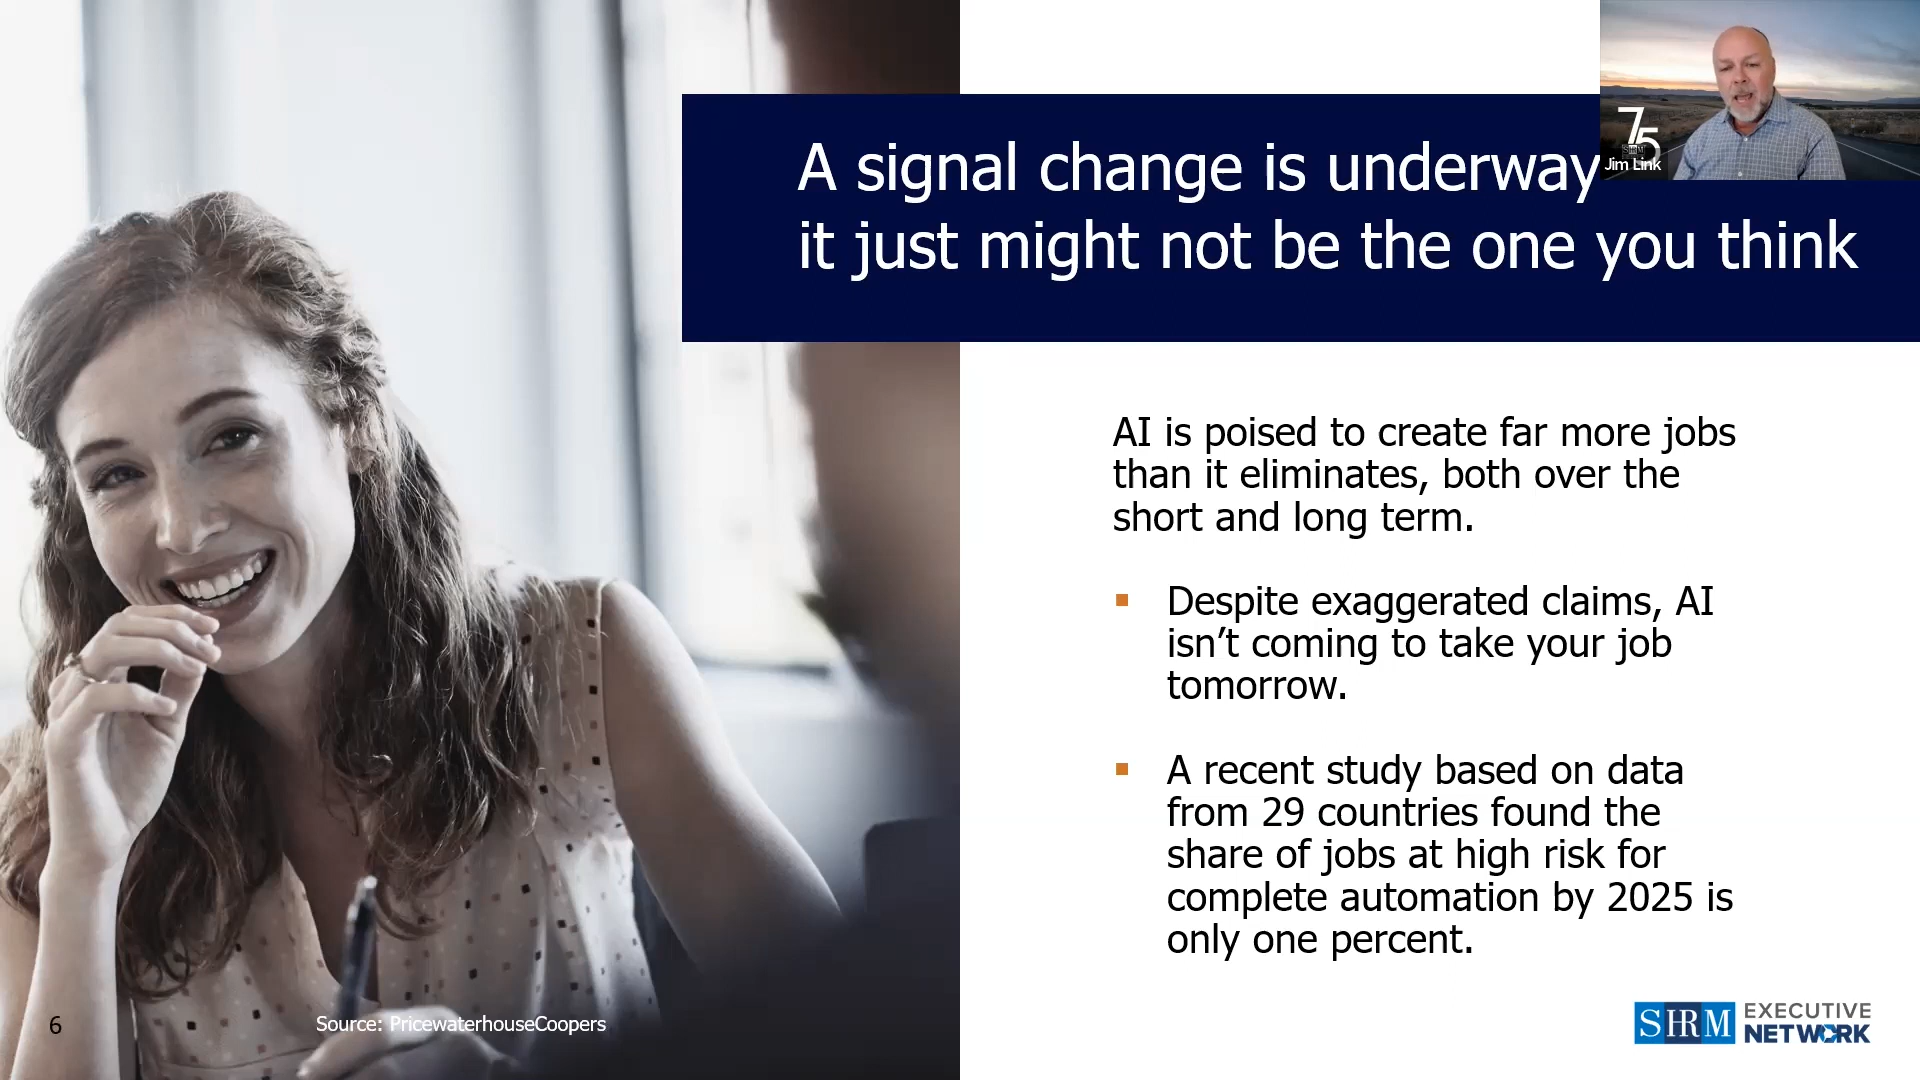 A signal change is underway
it just might not be the one you think
75
SHRM
Jim Link
AI is poised to create far more jobs
than it eliminates, both over the
short and long term.
Despite exaggerated claims, AI
isn’t coming to take your job
tomorrow.
A recent study based on data
from 29 countries found the
share of jobs at high risk for
complete automation by 2025 is
only one percent.
6
Source: PricewaterhouseCoopers
SHRM EXECUTIVE
NETWORK